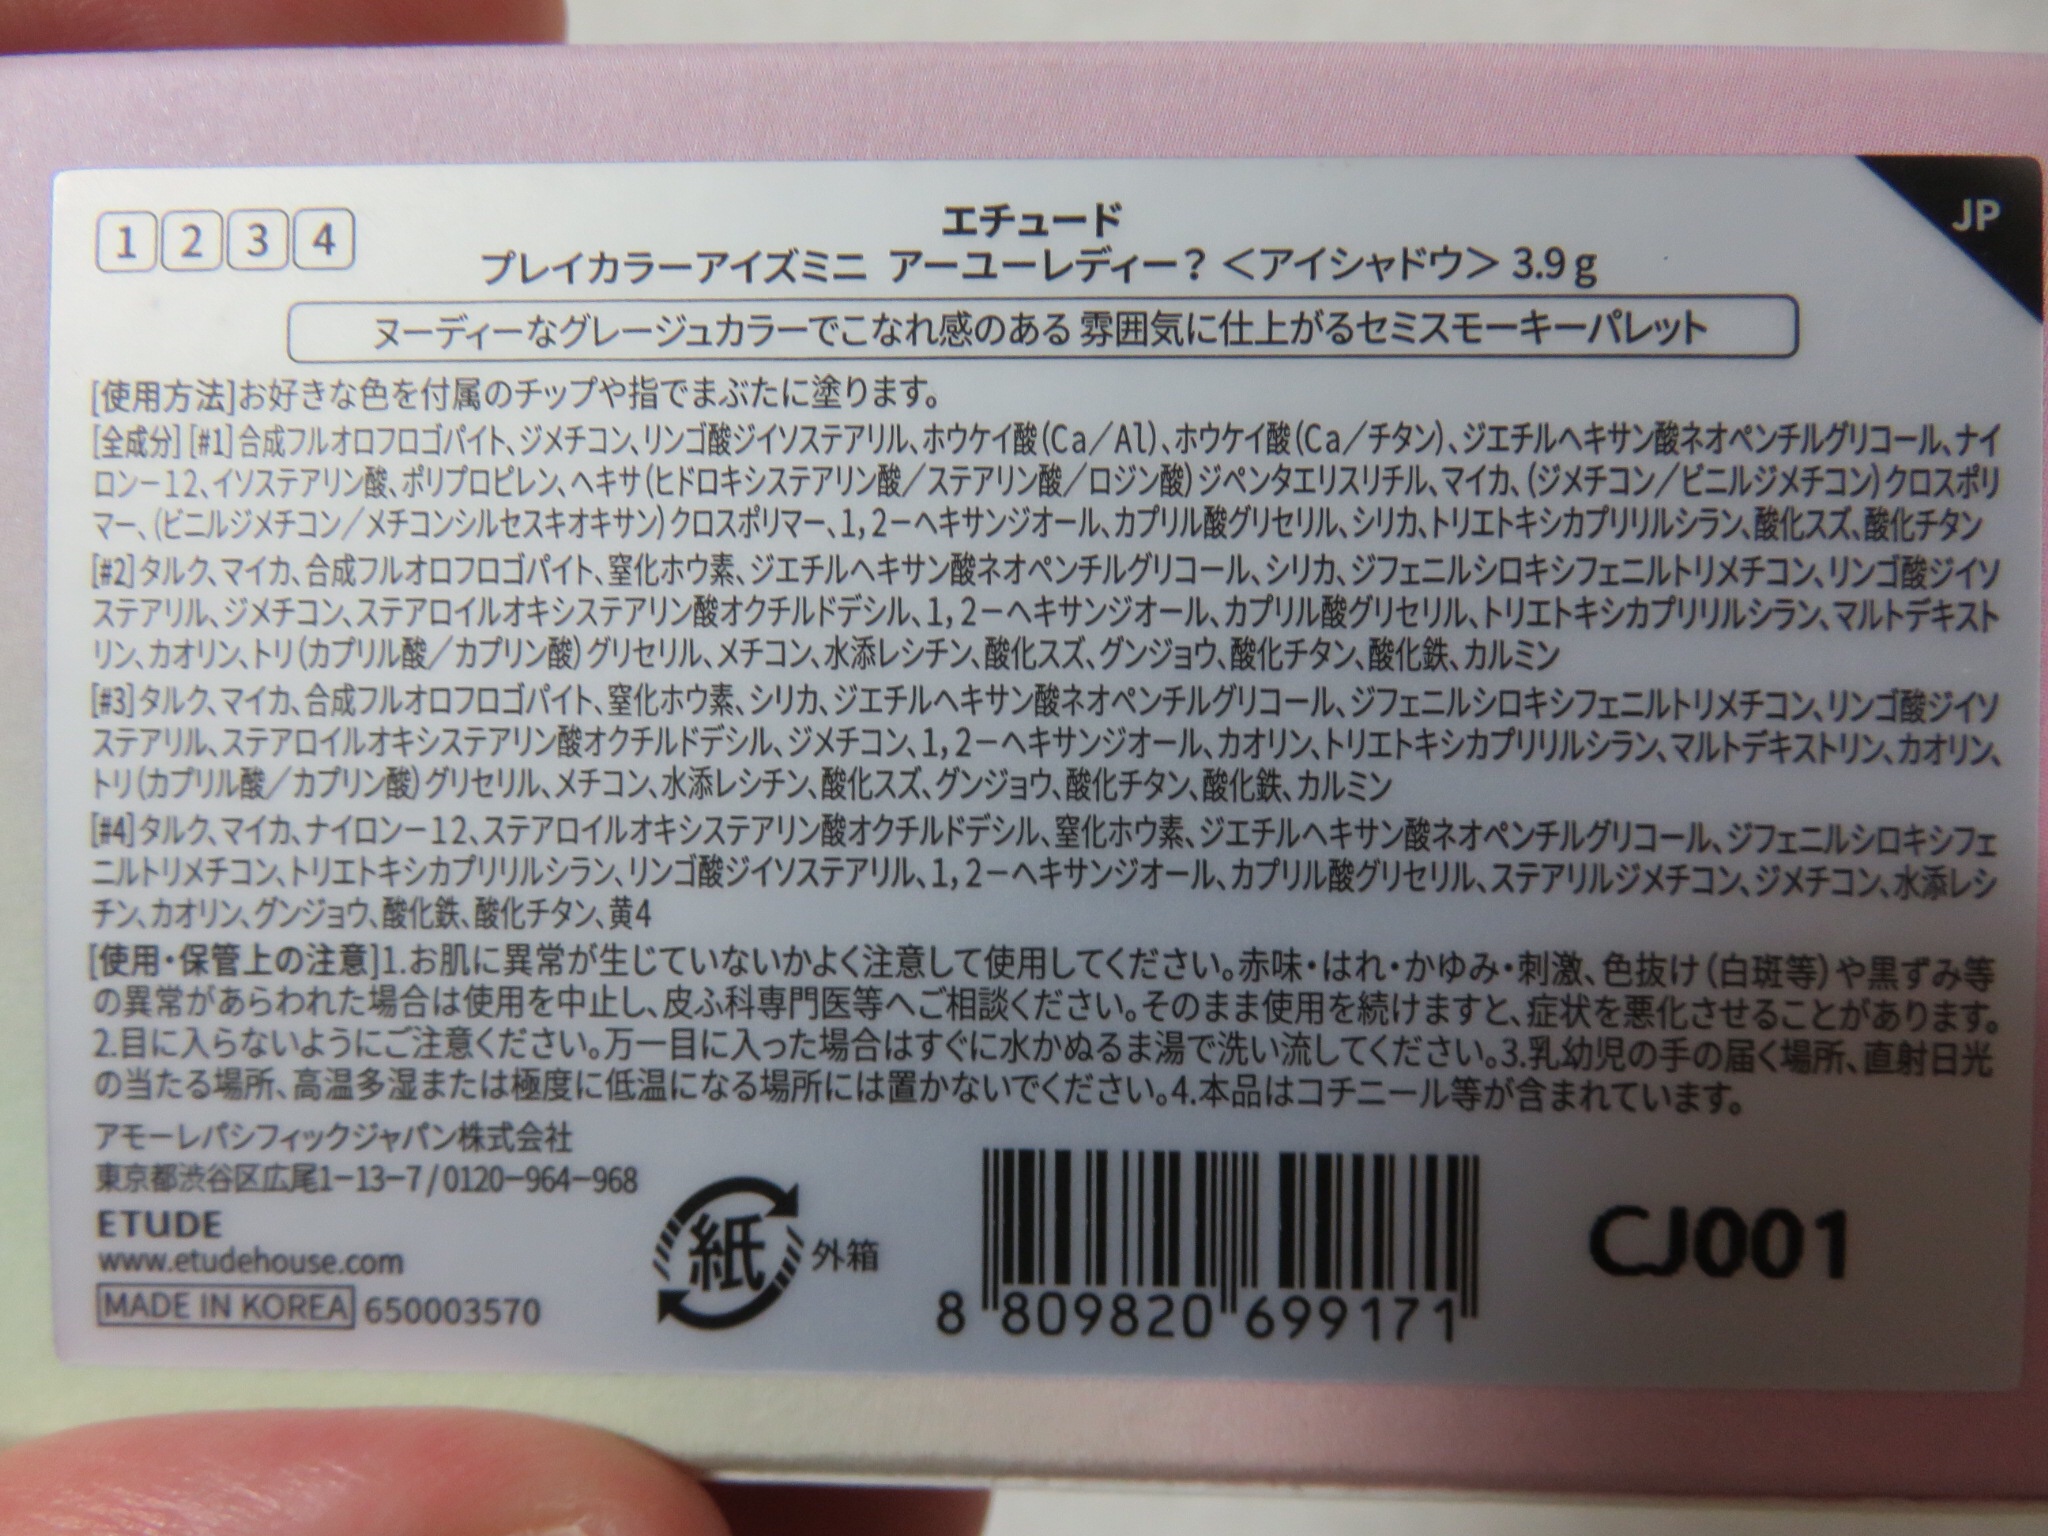 1 2 3 4
エチュード
JP
プレイカラーアイズミニ アーユーレディー？＜アイシャドウ＞3.9g
ヌーディーなグレージュカラーでこなれ感のある 雰囲気に仕上がるセミスモーキーパレット
[使用方法]お好きな色を付属のチップや指でまぶたに塗ります。
[全成分][#1]合成フルオロフロゴパイト、ジメチコン、リンゴ酸ジイソステアリル、ホウケイ酸(Ca／Al)、ホウケイ酸(Ca／チタン)、ジエチルヘキサン酸ネオペンチルグリコール、ナイ
ロンー12、イソステアリン酸、ポリプロピレン、ヘキサ(ヒドロキシステアリン酸／ステアリン酸／ロジン酸)ジペンタエリスリチル、マイカ、(ジメチコン／ビニルジメチコン)クロスポリ
マー、(ビニルジメチコン／メチコンシルセスキオキサン)クロスポリマー、1,2－ヘキサンジオール、カプリル酸グリセリル、シリカ、トリエトキシカプリリルシラン、酸化スズ、酸化チタン
[#2]タルク、マイカ、合成フルオロフロゴパイト、窒化ホウ素、ジエチルヘキサン酸ネオペンチルグリコール、シリカ、ジフェニルシロキシフェニルトリメチコン、リンゴ酸ジイソ
ステアリル、ジメチコン、ステアロイルオキシステアリン酸オクチルドデシル、1,2－ヘキサンジオール、カプリル酸グリセリル、トリエトキシカプリリルシラン、マルトデキスト
リン、カオリン、トリ(カプリル酸／カプリン酸)グリセリル、メチコン、水添レシチン、酸化スズ、グンジョウ、酸化チタン、酸化鉄、カルミン
[#3]タルク、マイカ、合成フルオロフロゴパイト、窒化ホウ素、シリカ、ジエチルヘキサン酸ネオペンチルグリコール、ジフェニルシロキシフェニルトリメチコン、リンゴ酸ジイソ
ステアリル、ステアロイルオキシステアリン酸オクチルドデシル、ジメチコン、1,2－ヘキサンジオール、カオリン、トリエトキシカプリリルシラン、マルトデキストリン、カオリン、
トリ(カプリル酸／カプリン酸)グリセリル、メチコン、水添レシチン、酸化スズ、グンジョウ、酸化チタン、酸化鉄、カルミン
[#4]タルク、マイカ、ナイロンー12、ステアロイルオキシステアリン酸オクチルドデシル、窒化ホウ素、ジエチルヘキサン酸ネオペンチルグリコール、ジフェニルシロキシフェ
ニルトリメチコン、トリエトキシカプリリルシラン、リンゴ酸ジイソステアリル、1,2－ヘキサンジオール、カプリル酸グリセリル、ステアリルジメチコン、ジメチコン、水添レシ
チン、カオリン、グンジョウ、酸化鉄、酸化チタン、黄4
[使用・保管上の注意]1.お肌に異常が生じていないかよく注意して使用してください。赤味・はれ・かゆみ・刺激、色抜け(白斑等)や黒ずみ等
の異常があらわれた場合は使用を中止し、皮ふ科専門医等へご相談ください。そのまま使用を続けますと、症状を悪化させることがあります。
2.目に入らないようにご注意ください。万一目に入った場合はすぐに水かぬるま湯で洗い流してください。3.乳幼児の手の届く場所、直射日光
の当たる場所、高温多湿または極度に低温になる場所には置かないでください。4.本品はコチニール等が含まれています。
アモーレパシフィックジャパン株式会社
東京都渋谷区広尾1−13−7/0120−964−968
ETUDE
www.etudehouse.com
MADE IN KOREA 650003570
紙 外箱
8 809820 699171
CJ001